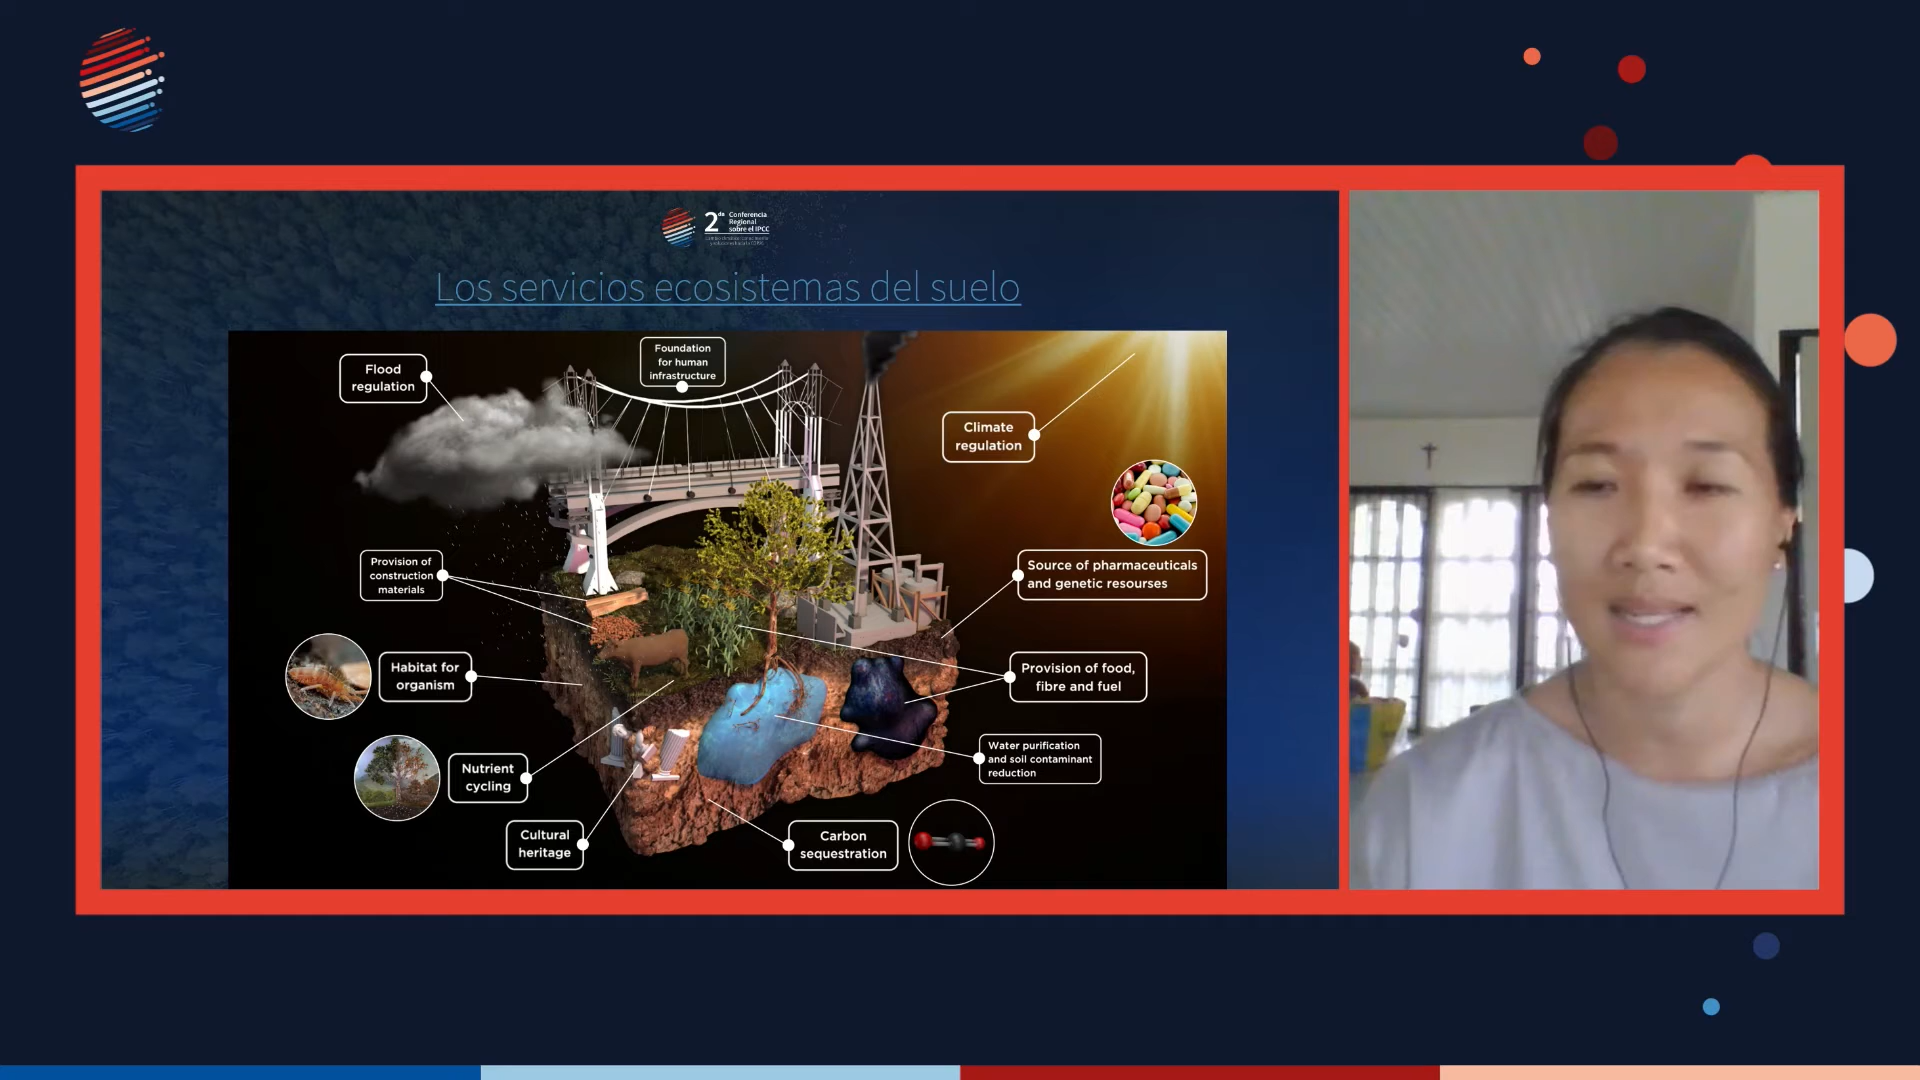 2da Conferencia
Regional
sobre el IPCC
Los servicios ecosistemas del suelo
Flood
regulation
Foundation
for human
infrastructure
Climate
regulation
Provision of
construction
materials
Source of pharmaceuticals
and genetic resourses
Habitat for
organism
Provision of food,
fibre and fuel
Nutrient
cycling
Water purification
and soil contaminant
reduction
Cultural
heritage
Carbon
sequestration